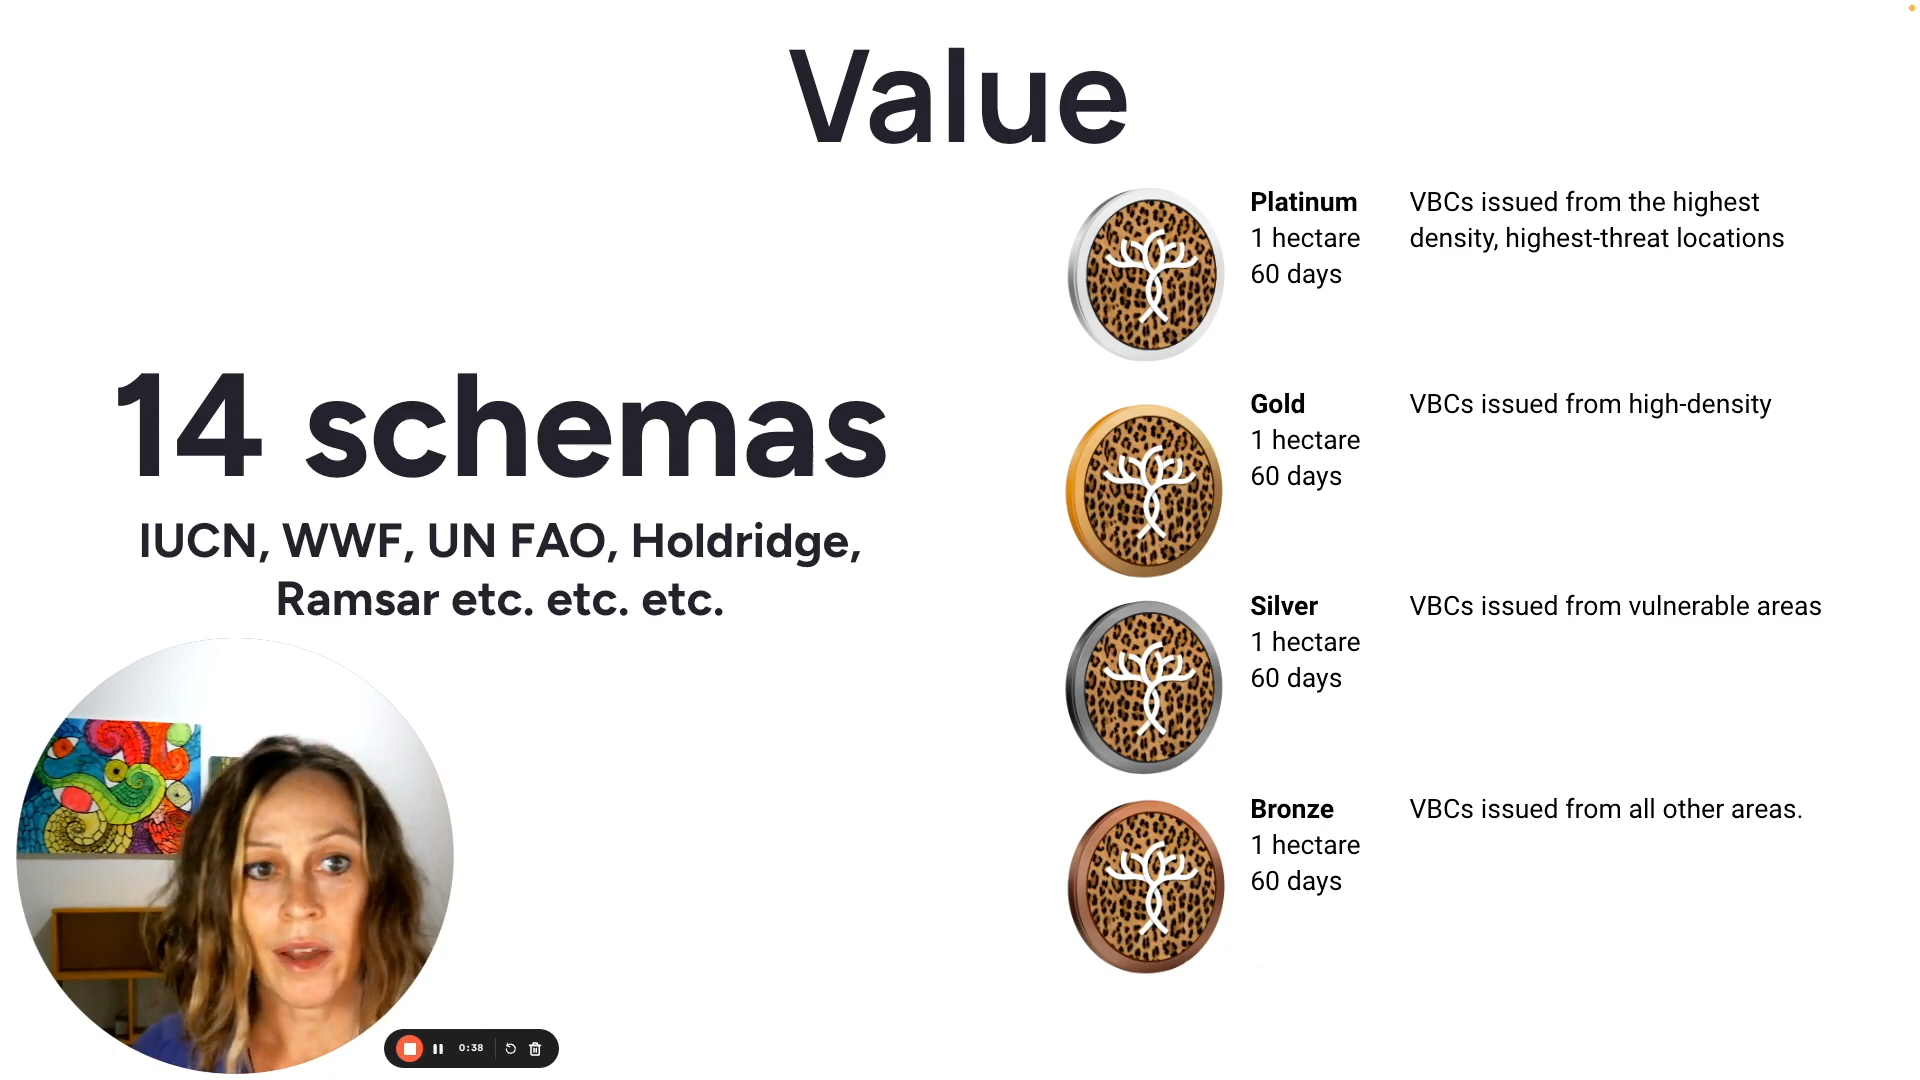 Value
14 schemas
IUCN, WWF, UN FAO, Holdridge,
Ramsar etc. etc. etc.
Platinum
1 hectare
60 days
VBCs issued from the highest
density, highest-threat locations
Gold
1 hectare
60 days
VBCs issued from high-density
Silver
1 hectare
60 days
VBCs issued from vulnerable areas
Bronze
1 hectare
60 days
VBCs issued from all other areas.
0:38